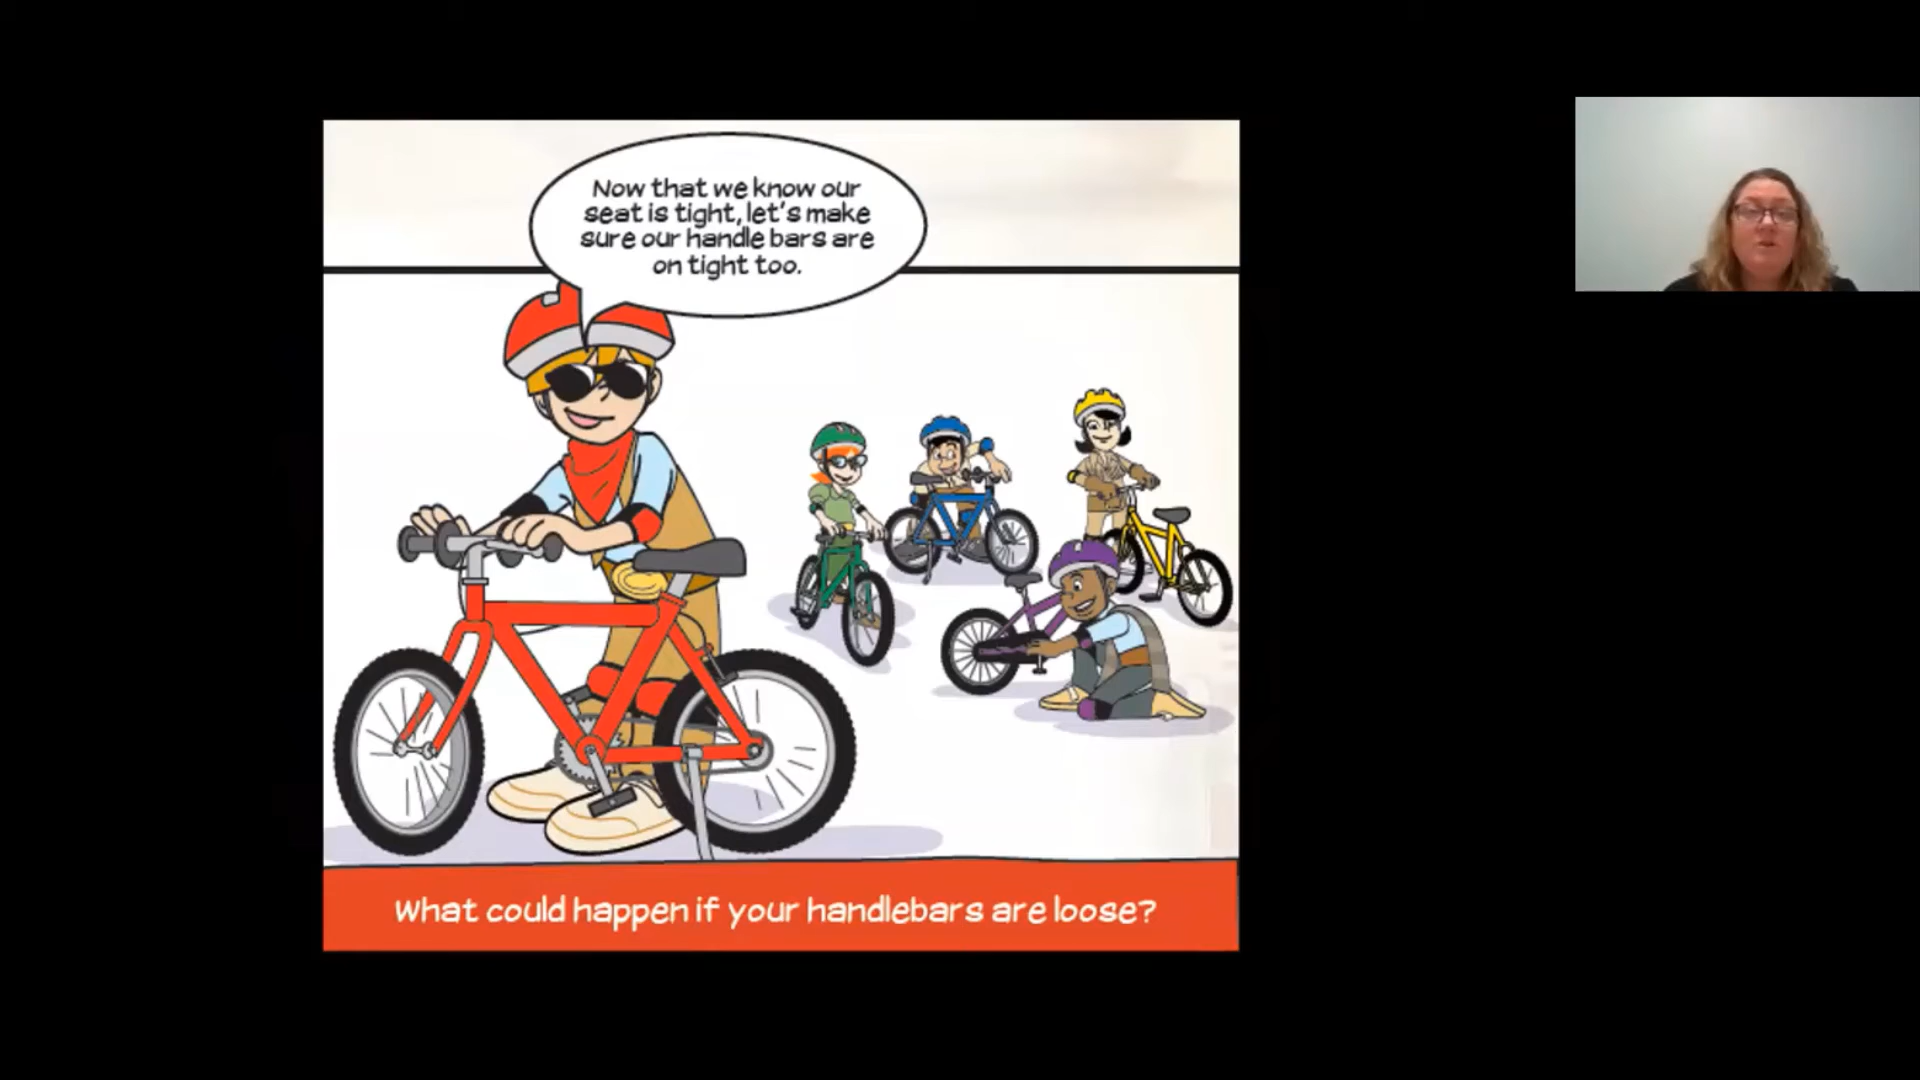 Now that we know our
seat is tight, let's make
sure our handle bars are
on tight too.
What could happen if your handlebars are loose?